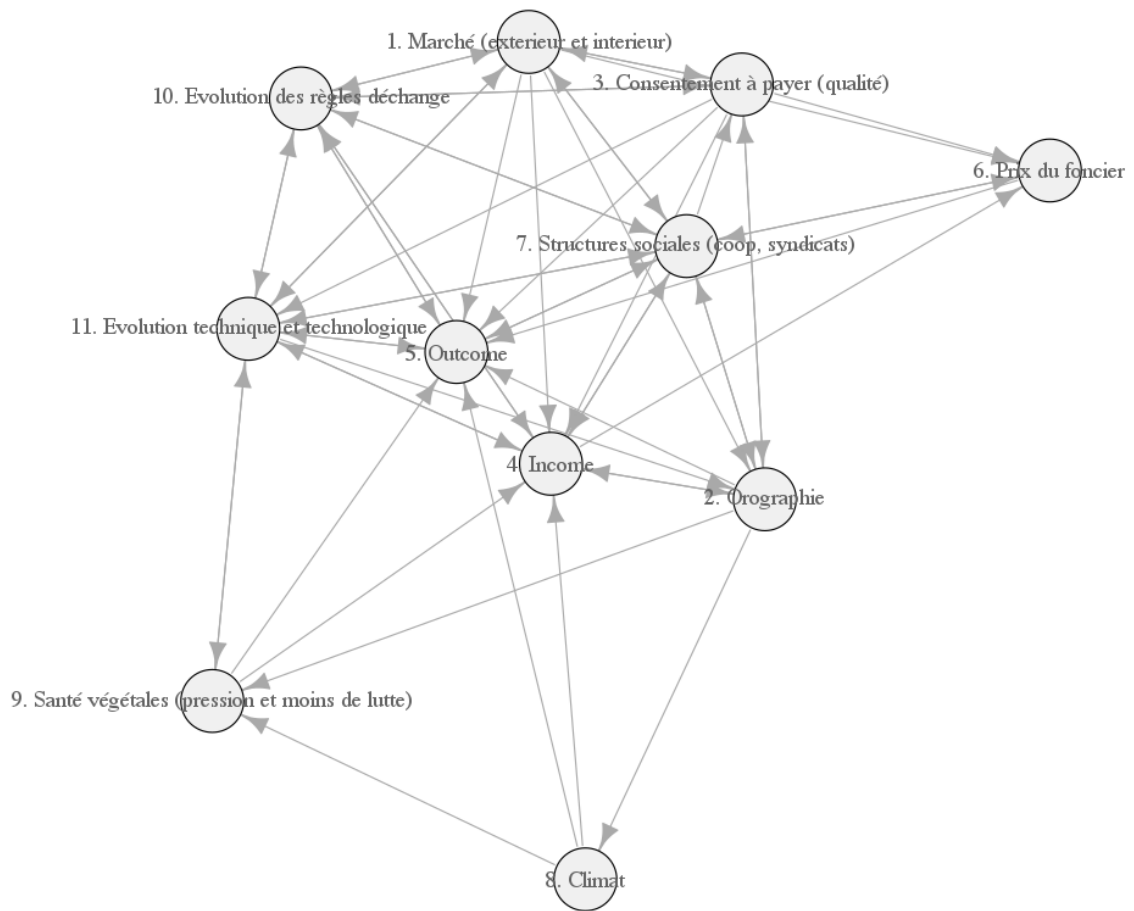 1. Marché (exterieur et interieur)
3. Consentement à payer (qualité)
10. Evolution des règles déchange
6. Prix du foncier
7. Structures sociales (coop, syndicats)
11. Evolution technique et technologique
5. Outcome
4. Income
2. Orographie
9. Santé végétales (pression et moins de lutte)
8. Climat